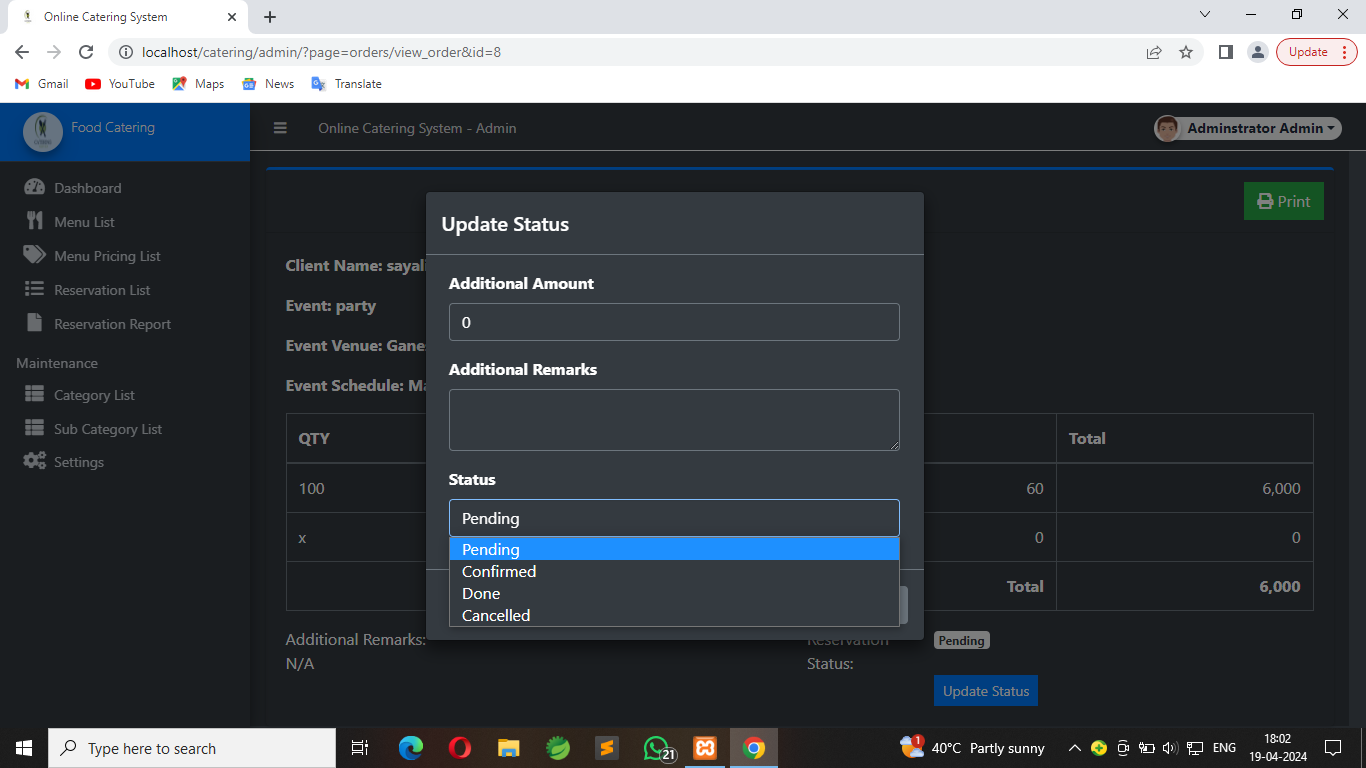 Online Catering System
localhost/catering/admin/?page=orders/view_order&id=8
Update
Gmail
YouTube
Maps
News
Translate
Food Catering
Online Catering System - Admin
Adminstrator Admin
Dashboard
Menu List
Menu Pricing List
Reservation List
Reservation Report
Maintenance
Category List
Sub Category List
Settings
Print
Client Name:
Event: party
Event Venue:
Event Schedule:
QTY
Total
100
60
6,000
x
0
0
Total
6,000
Additional Remarks:
N/A
Reservation
Status:
Pending
Update Status
Update Status
Additional Amount
0
Additional Remarks
Status
Pending
Pending
Confirmed
Done
Cancelled
Type here to search
21
1
40°C Partly sunny
ENG
18:02
19-04-2024